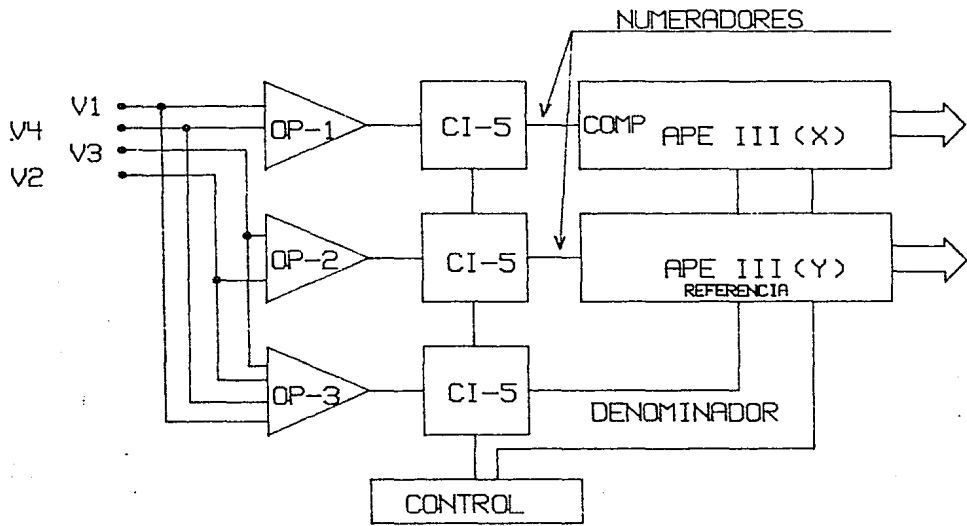 NUMERADORES
V1
V4
V3
V2
OP-1
CI-5
COMP
APE III (X)
OP-2
CI-5
APE III (Y)
REFERENCIA
OP-3
CI-5
DENOMINADOR
CONTROL